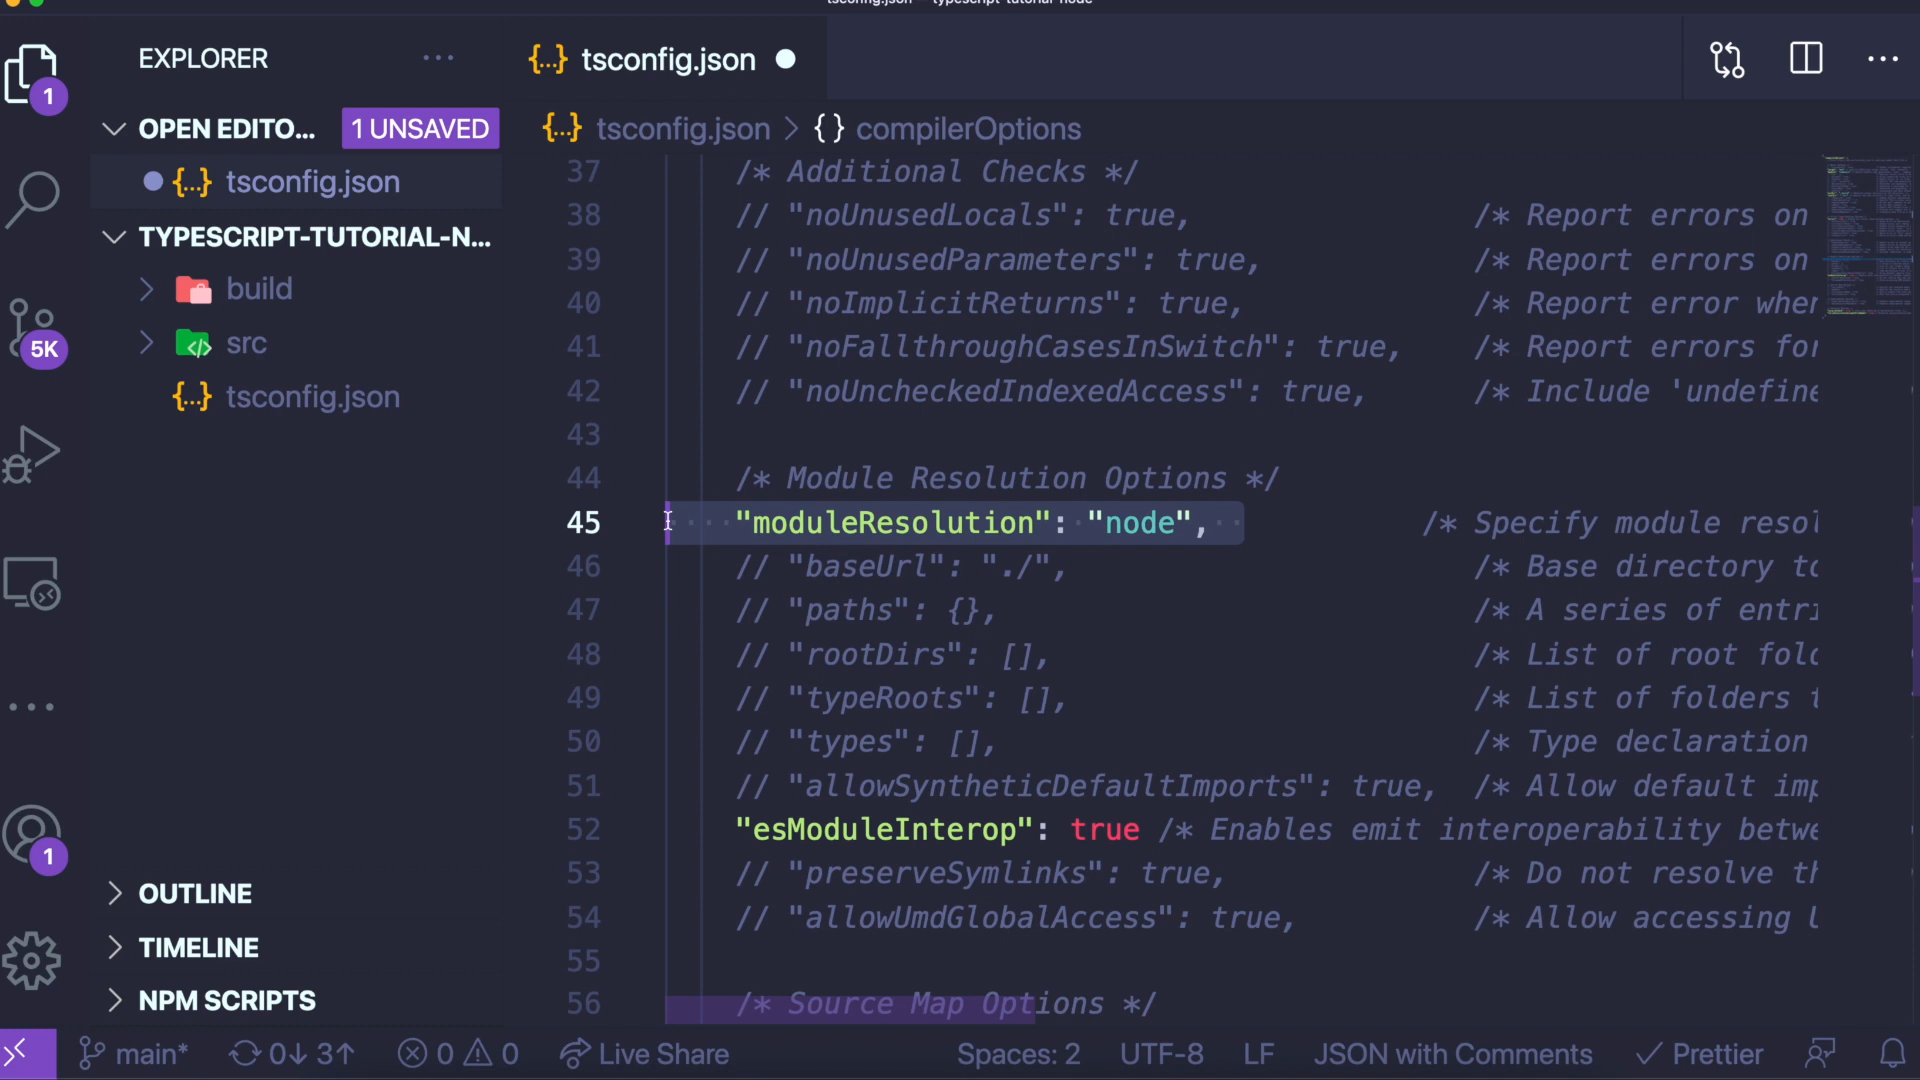 tsconfig.json — typescript-tutorial-node
EXPLORER
OPEN EDITO...
1 UNSAVED
tsconfig.json
TYPESCRIPT-TUTORIAL-N...
build
src
tsconfig.json
OUTLINE
TIMELINE
NPM SCRIPTS
1
5K
1
{...} tsconfig.json
{...} tsconfig.json > {} compilerOptions
37 /* Additional Checks */
38 // "noUnusedLocals": true, /* Report errors on
39 // "noUnusedParameters": true, /* Report errors on
40 // "noImplicitReturns": true, /* Report error when
41 // "noFallthroughCasesInSwitch": true, /* Report errors for
42 // "noUncheckedIndexedAccess": true, /* Include 'undefine
43
44 /* Module Resolution Options */
45 "moduleResolution": "node", /* Specify module resol
46 // "baseUrl": "./", /* Base directory to
47 // "paths": {}, /* A series of entri
48 // "rootDirs": [], /* List of root fold
49 // "typeRoots": [], /* List of folders t
50 // "types": [], /* Type declaration
51 // "allowSyntheticDefaultImports": true, /* Allow default imp
52 "esModuleInterop": true /* Enables emit interoperability betwe
53 // "preserveSymlinks": true, /* Do not resolve th
54 // "allowUmdGlobalAccess": true, /* Allow accessing U
55
56 /* Source Map Options */
main* 0↓ 3↑ 0 0 Live Share Spaces: 2 UTF-8 LF JSON with Comments Prettier